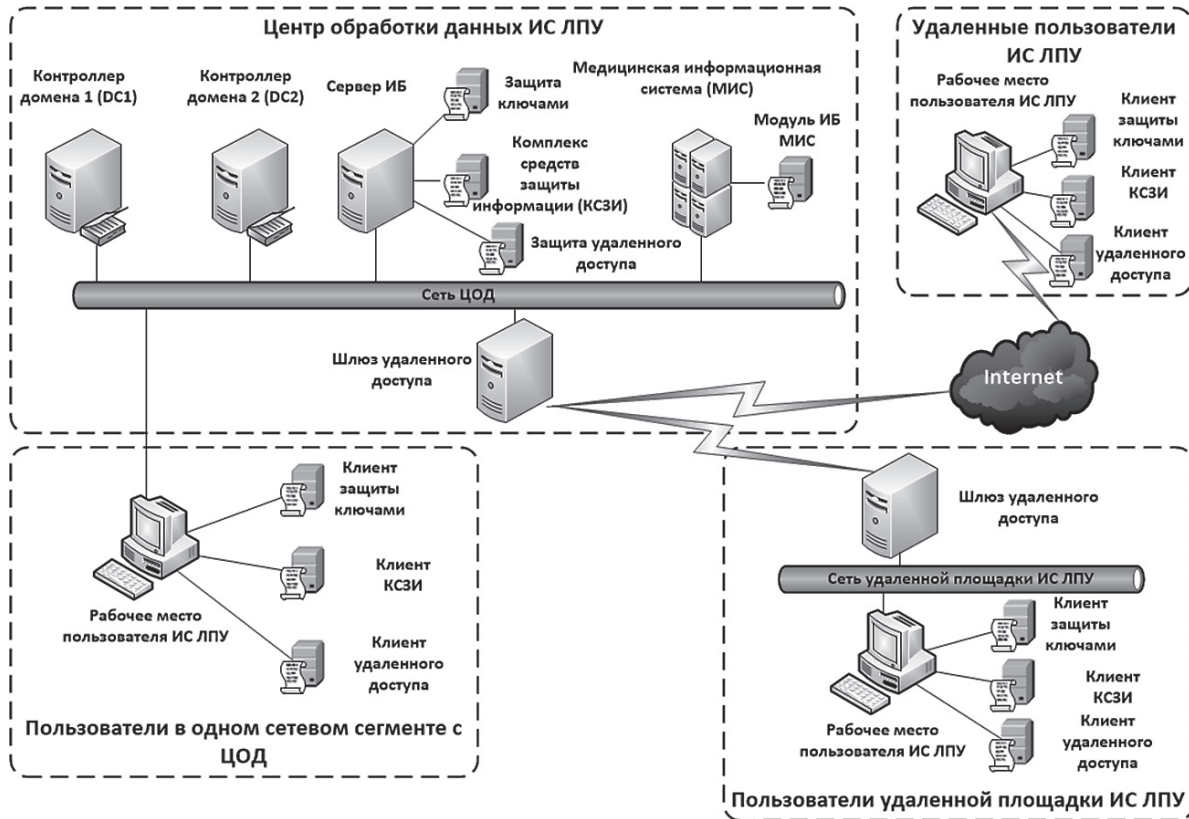 Центр обработки данных ИС ЛПУ
Контроллер
домена 1 (DC1)
Контроллер
домена 2 (DC2)
Сервер ИБ
Защита
ключами
Комплекс
средств
защиты
информации (КСЗИ)
Защита удаленного
доступа
Медицинская информационная
система (МИС)
Модуль ИБ
МИС
Сеть ЦОД
Шлюз удаленного
доступа
Удаленные пользователи
ИС ЛПУ
Рабочее место
пользователя ИС ЛПУ
Клиент
защиты
ключами
Клиент
КСЗИ
Клиент
удаленного
доступа
Internet
Клиент
защиты
ключами
Клиент
КСЗИ
Рабочее место
пользователя ИС ЛПУ
Клиент
удаленного
доступа
Пользователи в одном сетевом сегменте с
ЦОД
Шлюз удаленного
доступа
Сеть удаленной площадки ИС ЛПУ
Клиент
защиты
ключами
Клиент
КСЗИ
Рабочее место
пользователя ИС ЛПУ
Клиент
удаленного
доступа
Пользователи удаленной площадки ИС ЛПУ